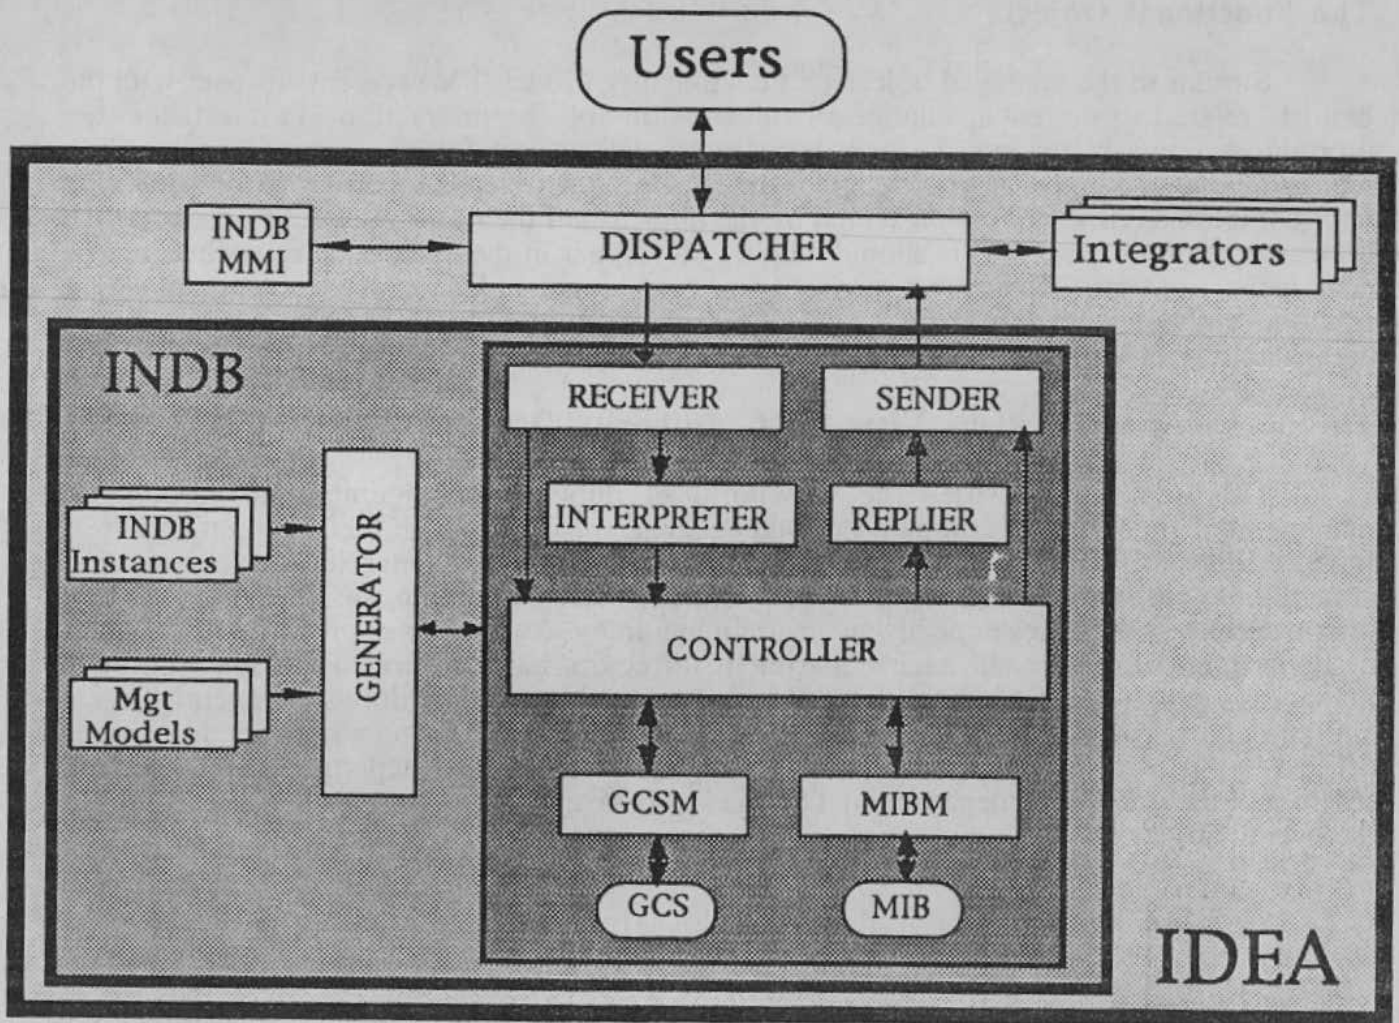 Users
INDB
MMI
DISPATCHER
Integrators
INDB
RECEIVER
SENDER
INDB
Instances
GENERATOR
INTERPRETER
REPLIER
CONTROLLER
Mgt
Models
GCSM
MIBM
GCS
MIB
IDEA